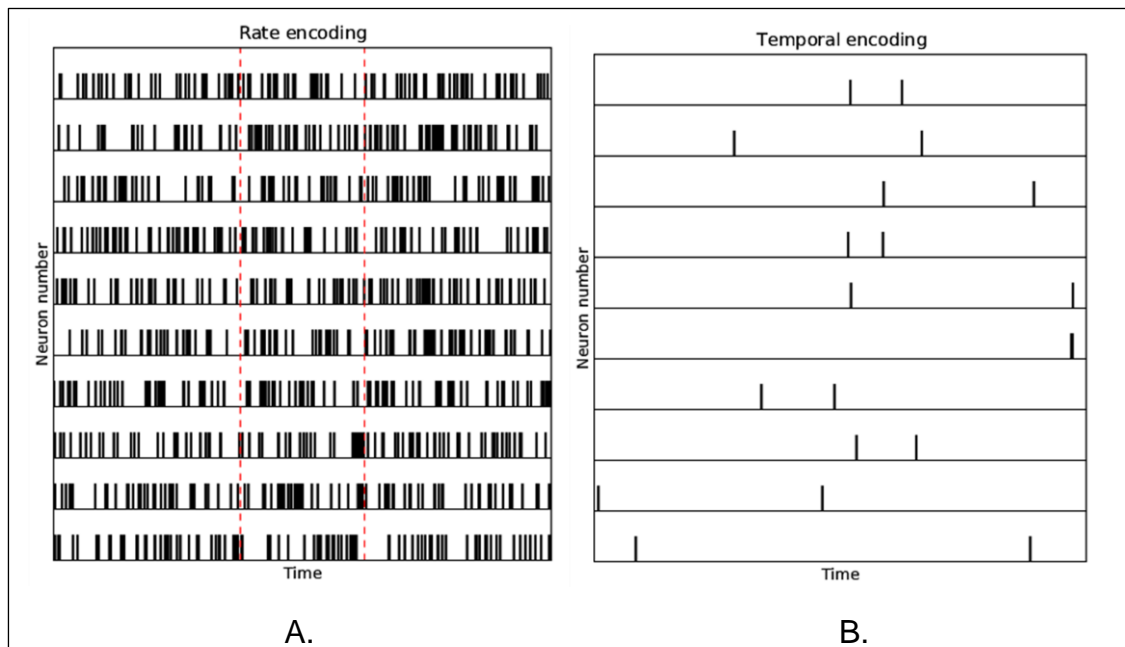 Rate encoding
Neuron number
Time
A.
Temporal encoding
Neuron number
Time
B.